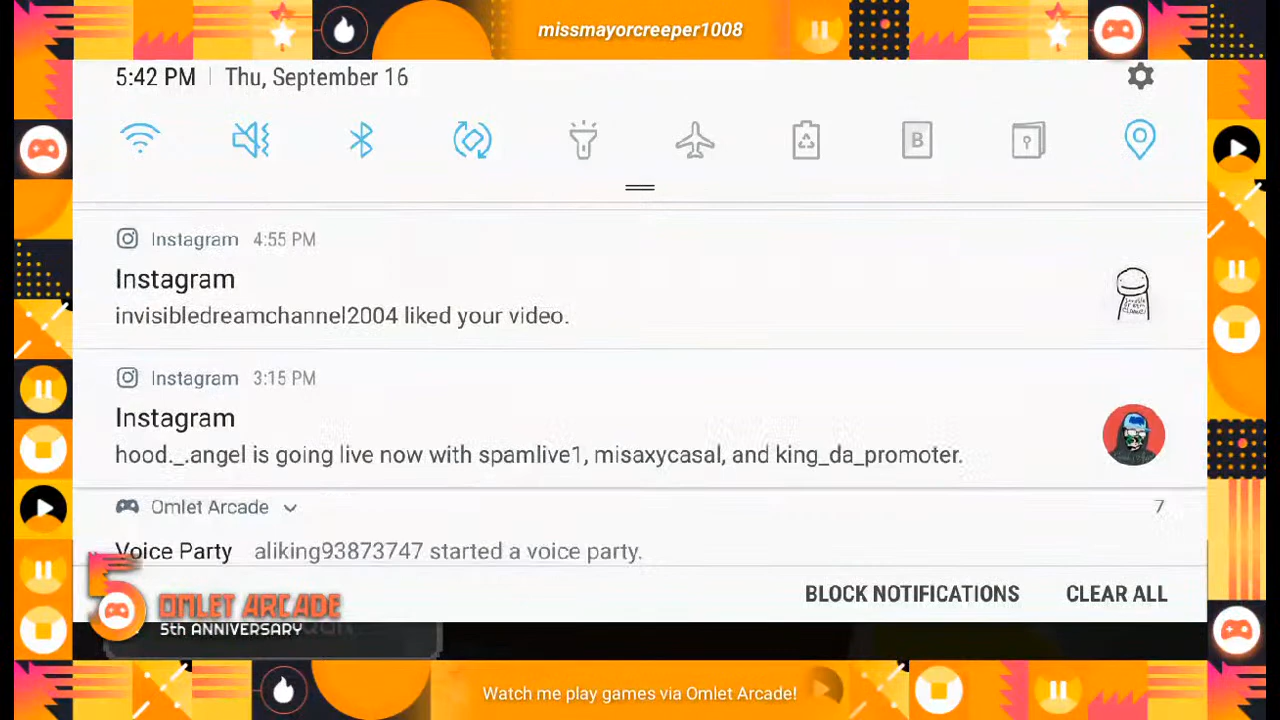 missmayorcreeper1008
5:42 PM | Thu, September 16
B
Instagram 4:55 PM
Instagram
invisibledreamchannel2004 liked your video.
Instagram 3:15 PM
Instagram
hood._.angel is going live now with spamlive1, misaxycasal, and king_da_promoter.
Omlet Arcade 7
Voice Party aliking93873747 started a voice party.
BLOCK NOTIFICATIONS CLEAR ALL
5 OMLET ARCADE
5th ANNIVERSARY
Watch me play games via Omlet Arcade!